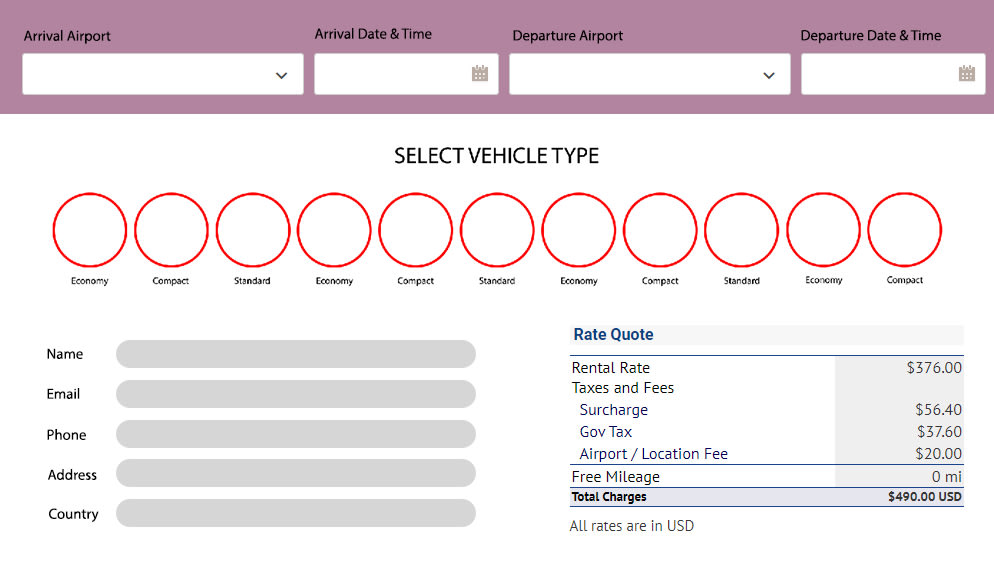 Arrival Airport Arrival Date & Time Departure Airport Departure Date & Time
SELECT VEHICLE TYPE
Economy Compact Standard Economy Compact Standard Economy Compact Standard Economy Compact
Name
Email
Phone
Address
Country
Rate Quote
Rental Rate $376.00
Taxes and Fees
Surcharge $56.40
Gov Tax $37.60
Airport / Location Fee $20.00
Free Mileage 0 mi
Total Charges $490.00 USD
All rates are in USD